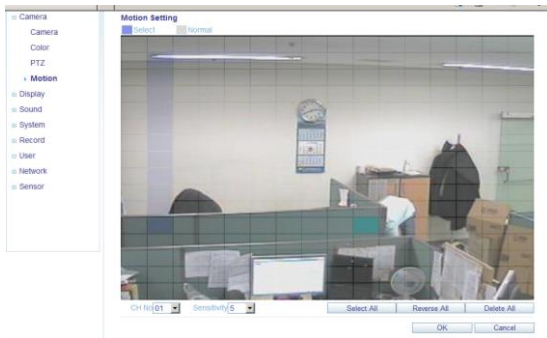 Camera
Camera
Color
PTZ
Motion
Display
Sound
System
Record
User
Network
Sensor
Motion Setting
Select Normal
CH No 01 Sensitivity 5
Select All Reverse All Delete All
OK Cancel